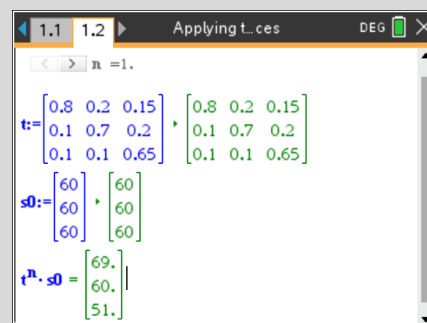 1.1 1.2 Applying t...ces DEG
n =1.
t:=[0.8 0.2 0.15
0.1 0.7 0.2
0.1 0.1 0.65] ▸ [0.8 0.2 0.15
0.1 0.7 0.2
0.1 0.1 0.65]
s0:=[60
60
60] ▸ [60
60
60]
tⁿ·s0 = [69.
60.
51.]